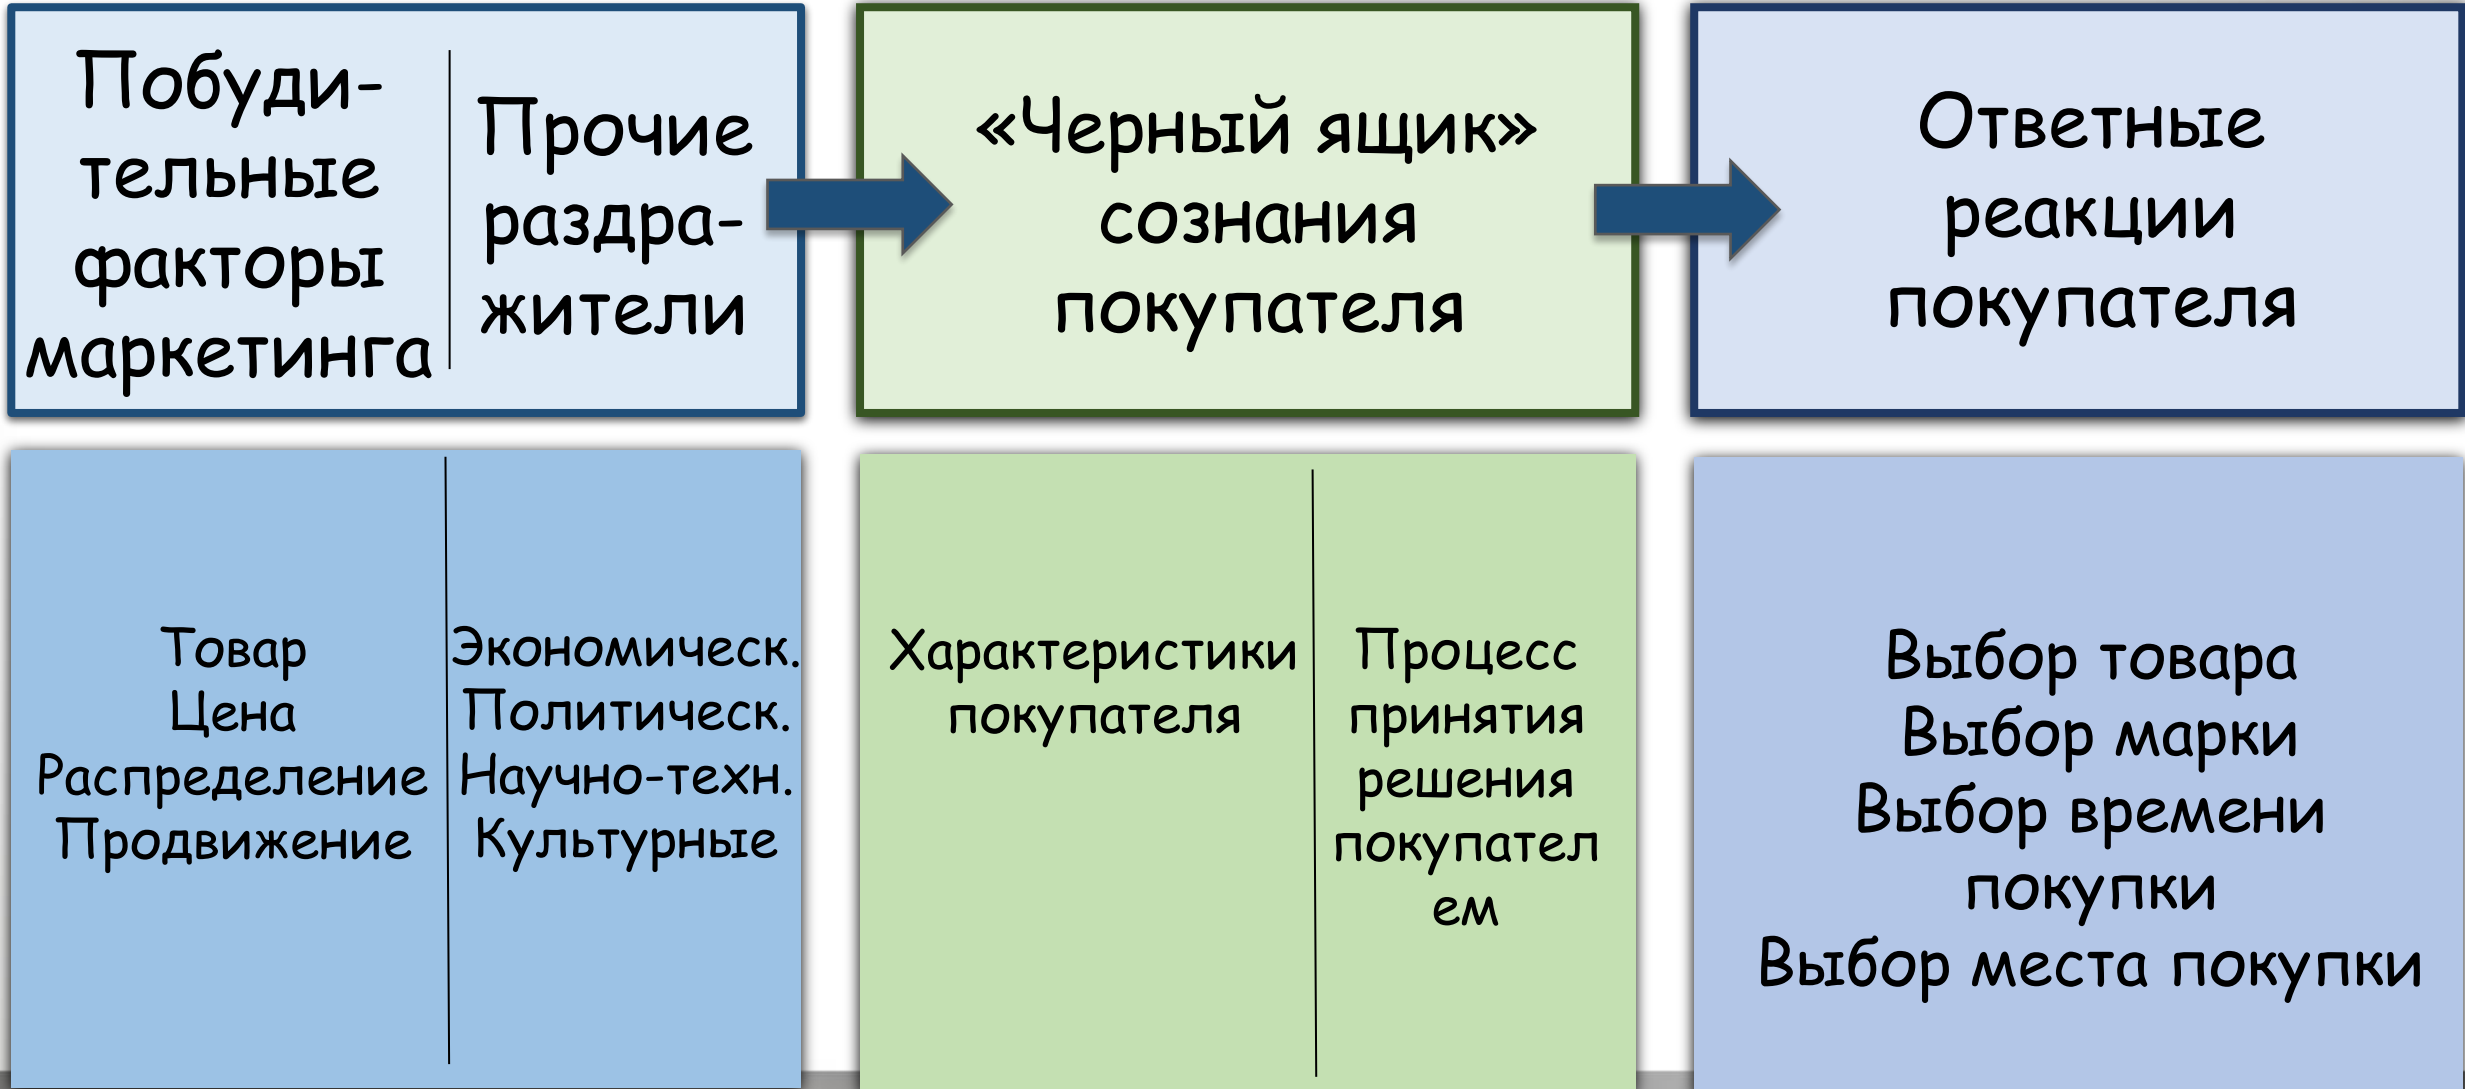 Побуди-
тельные
факторы
маркетинга
Прочие
раздра-
жители
«Черный ящик»
сознания
покупателя
Ответные
реакции
покупателя
Товар
Цена
Распределение
Продвижение
Экономическ.
Политическ.
Научно-техн.
Культурные
Характеристики
покупателя
Процесс
принятия
решения
покупател
ем
Выбор товара
Выбор марки
Выбор времени
покупки
Выбор места покупки